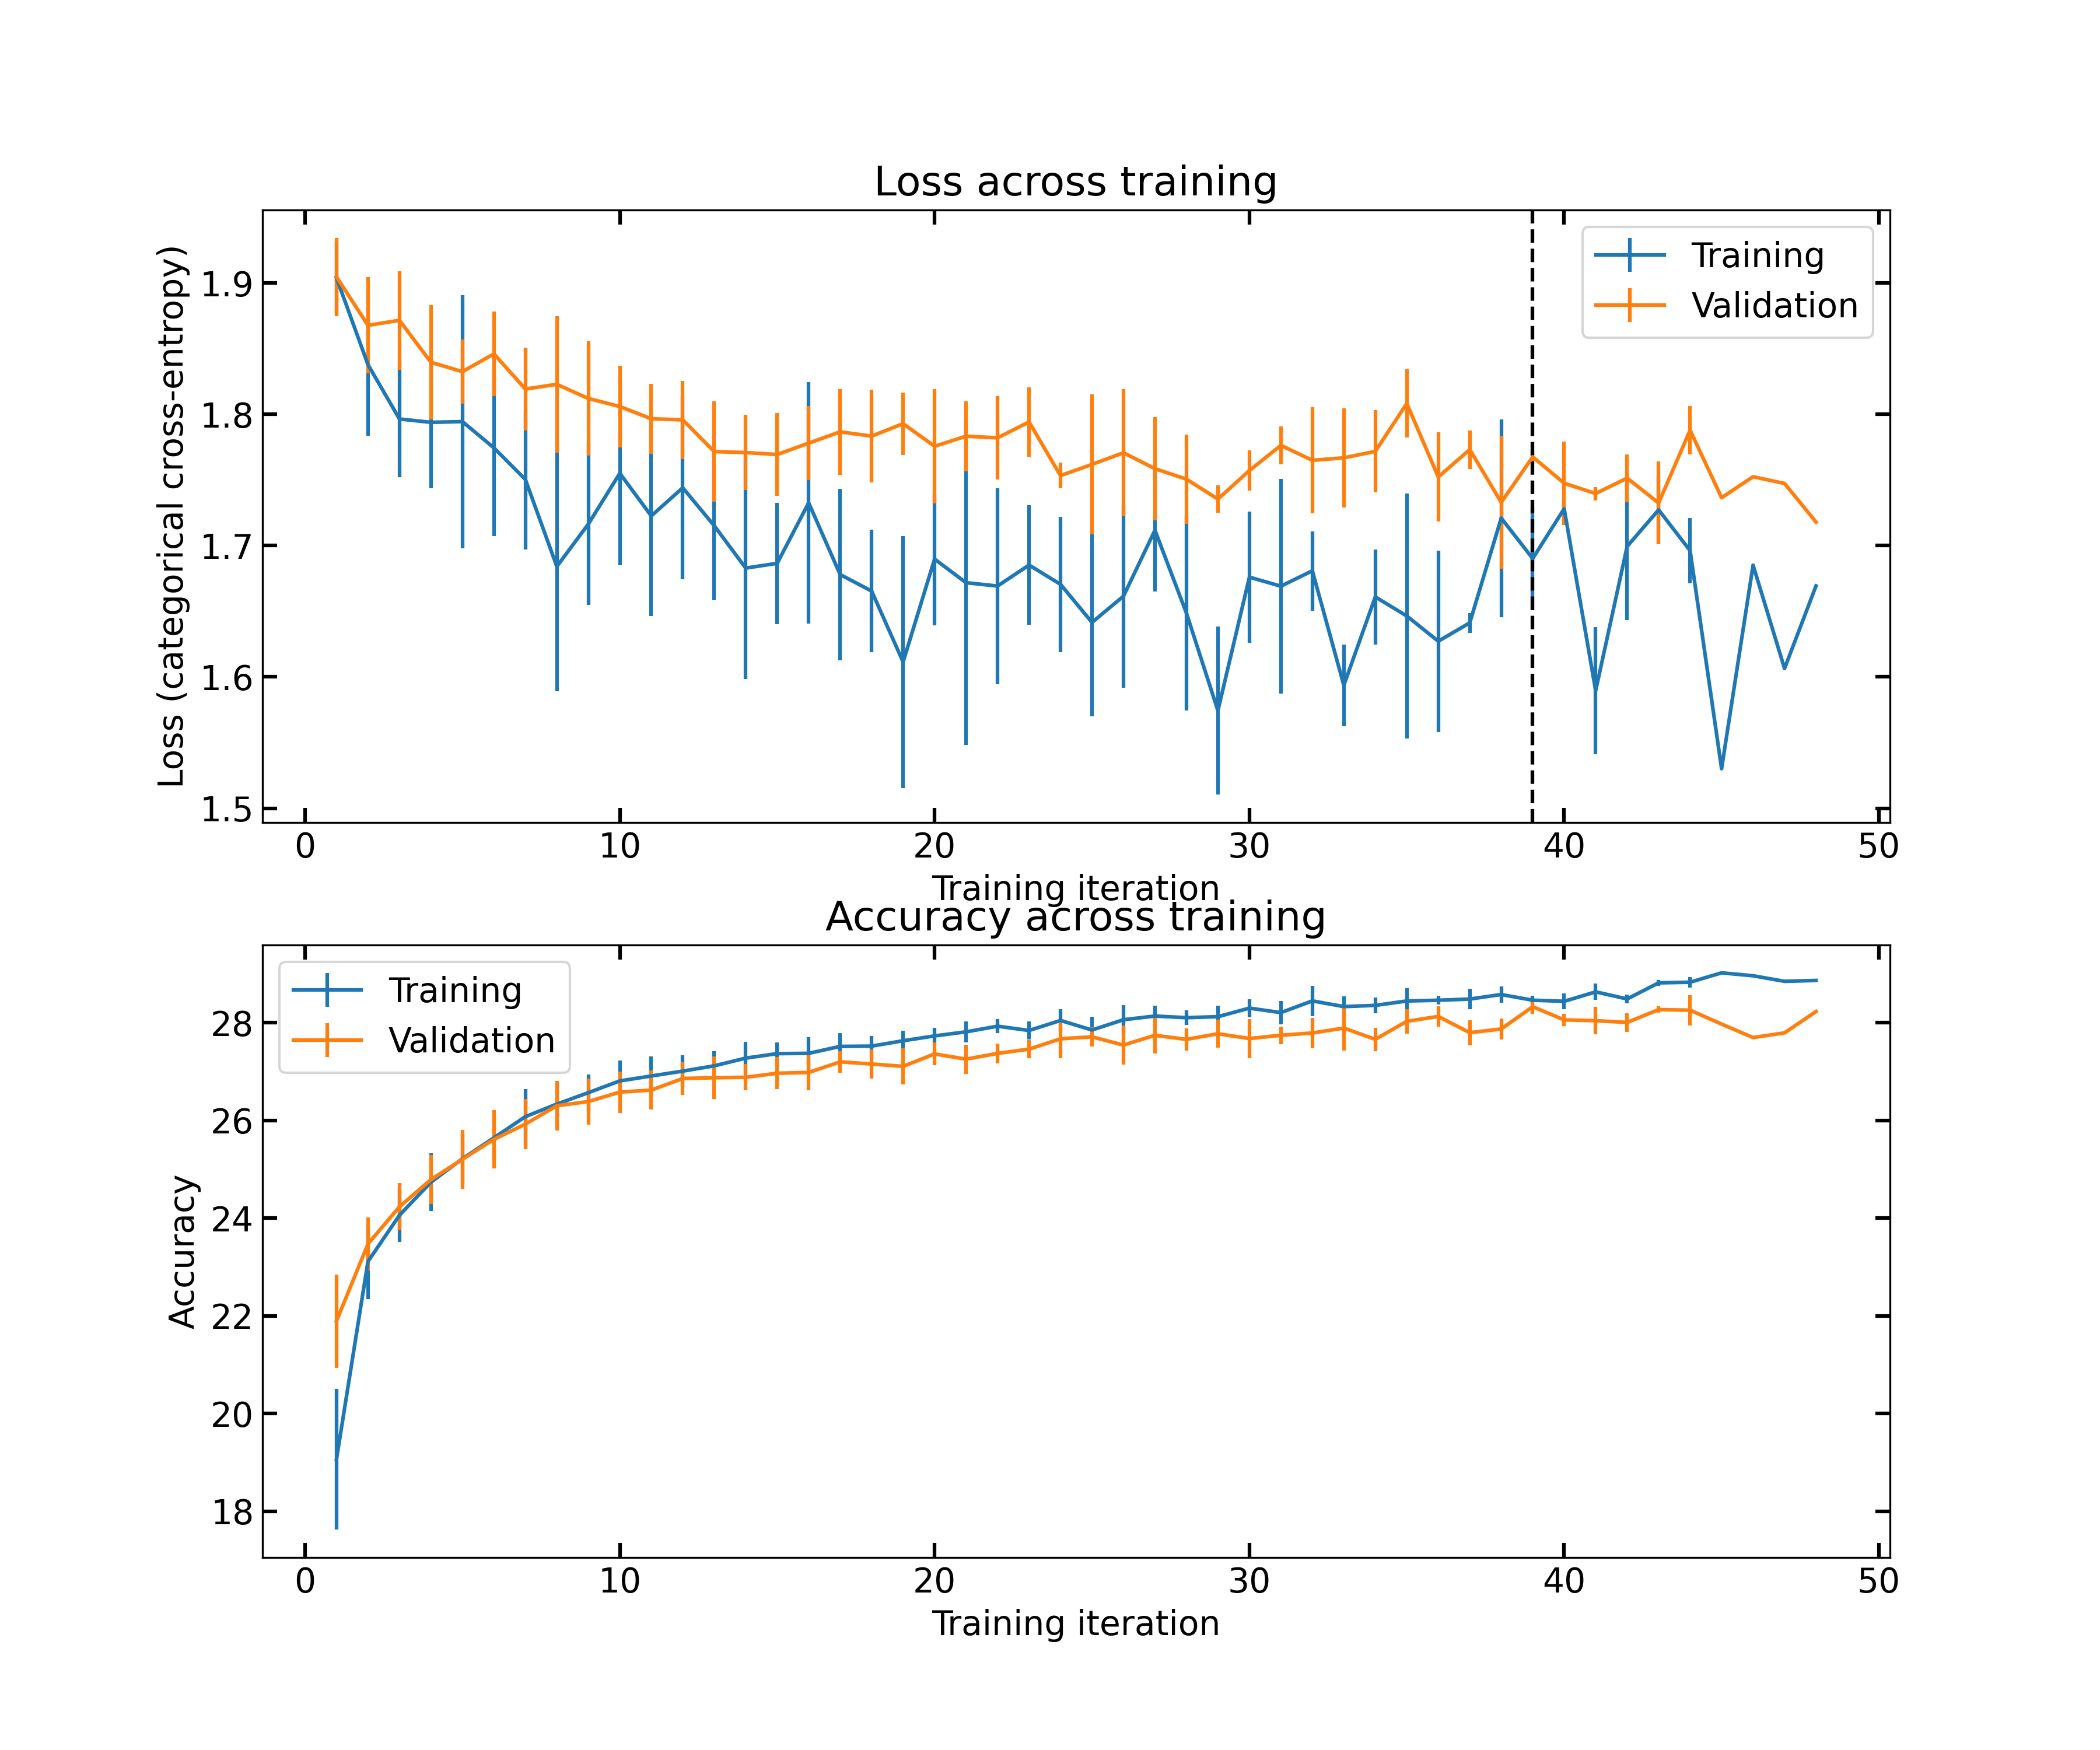 Loss across training
Loss (categorical cross-entropy)
1.9
1.8
1.7
1.6
1.5
Training
Validation
0 10 20 30 40 50
Training iteration
Accuracy across training
Accuracy
28
26
24
22
20
18
Training
Validation
0 10 20 30 40 50
Training iteration